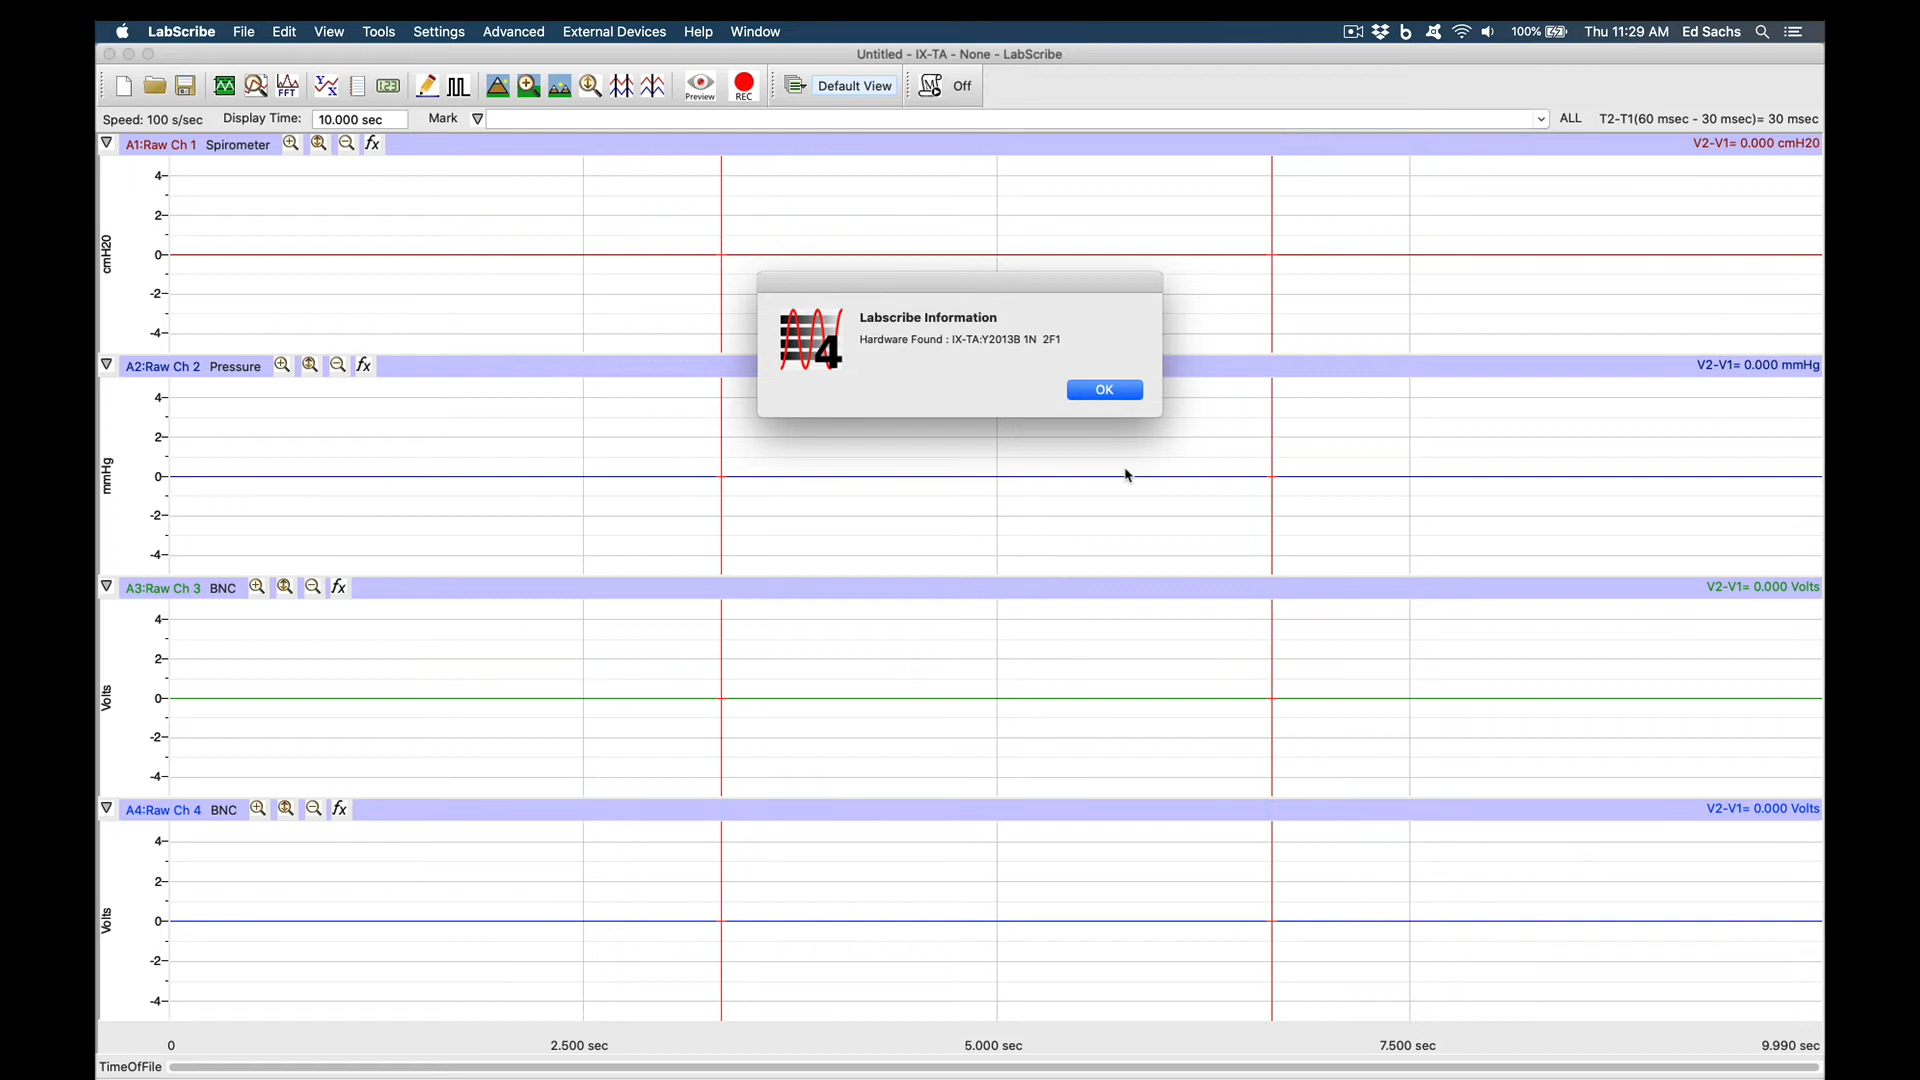 LabScribe File Edit View Tools Settings Advanced External Devices Help Window 100% Thu 11:29 AM Ed Sachs
Untitled - IX-TA - None - LabScribe
FFT Y/X 123 Preview REC Default View Off
Speed: 100 s/sec Display Time: 10.000 sec Mark ALL T2-T1(60 msec - 30 msec)= 30 msec
A1:Raw Ch 1 Spirometer fx V2-V1= 0.000 cmH20
4
2
cmH20
0
-2
-4
Labscribe Information
Hardware Found : IX-TA:Y2013B 1N 2F1
4
OK
A2:Raw Ch 2 Pressure fx V2-V1= 0.000 mmHg
4
2
mmHg
0
-2
-4
A3:Raw Ch 3 BNC fx V2-V1= 0.000 Volts
4
2
Volts
0
-2
-4
A4:Raw Ch 4 BNC fx V2-V1= 0.000 Volts
4
2
Volts
0
-2
-4
0 2.500 sec 5.000 sec 7.500 sec 9.990 sec
TimeOfFile